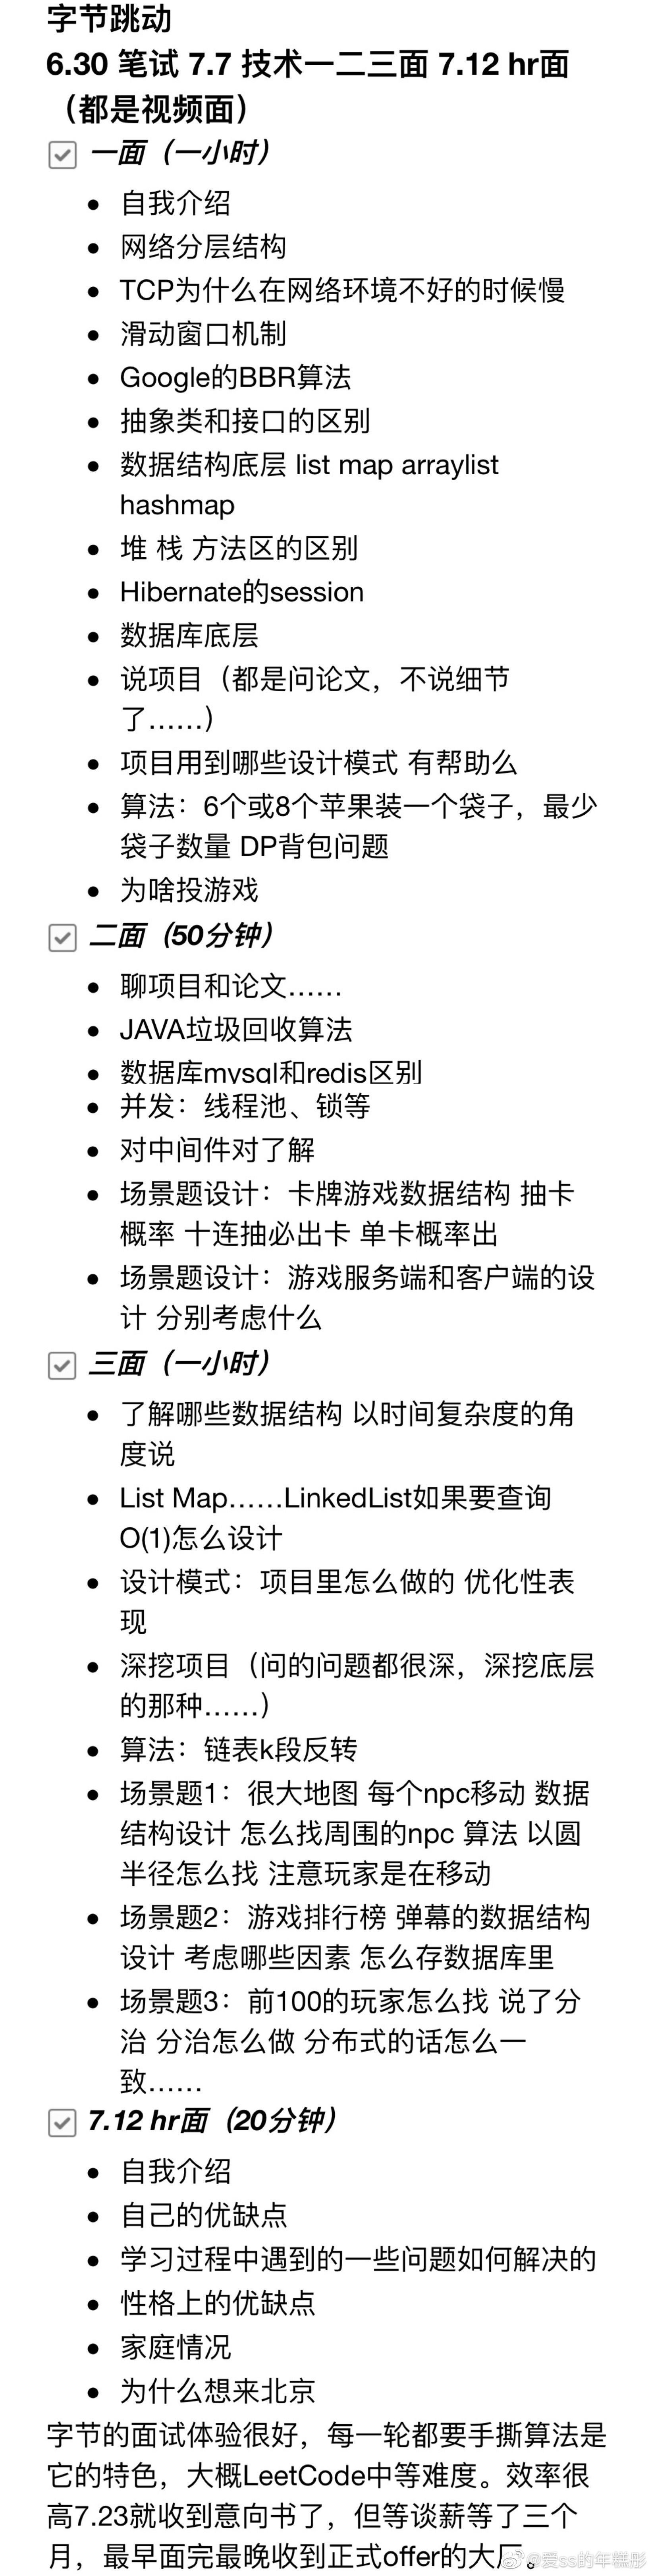 字节跳动
6.30 笔试 7.7 技术一二三面 7.12 hr面
（都是视频面）
一面（一小时）
• 自我介绍
• 网络分层结构
• TCP为什么在网络环境不好的时候慢
• 滑动窗口机制
• Google的BBR算法
• 抽象类和接口的区别
• 数据结构底层 list map arraylist
hashmap
• 堆 栈 方法区的区别
• Hibernate的session
• 数据库底层
• 说项目（都是问论文，不说细节
了……）
• 项目用到哪些设计模式 有帮助么
• 算法：6个或8个苹果装一个袋子，最少
袋子数量 DP背包问题
• 为啥投游戏
二面（50分钟）
• 聊项目和论文……
• JAVA垃圾回收算法
• 数据库mysql和redis区别
• 并发：线程池、锁等
• 对中间件对了解
• 场景题设计：卡牌游戏数据结构 抽卡
概率 十连抽必出卡 单卡概率出
• 场景题设计：游戏服务端和客户端的设
计 分别考虑什么
三面（一小时）
• 了解哪些数据结构 以时间复杂度的角
度说
• List Map……LinkedList如果要查询
O(1)怎么设计
• 设计模式：项目里怎么做的 优化性表
现
• 深挖项目（问的问题都很深，深挖底层
的那种……）
• 算法：链表k段反转
• 场景题1：很大地图 每个npc移动 数据
结构设计 怎么找周围的npc 算法 以圆
半径怎么找 注意玩家是在移动
• 场景题2：游戏排行榜 弹幕的数据结构
设计 考虑哪些因素 怎么存数据库里
• 场景题3：前100的玩家怎么找 说了分
治 分治怎么做 分布式的话怎么一
致……
7.12 hr面（20分钟）
• 自我介绍
• 自己的优缺点
• 学习过程中遇到的一些问题如何解决的
• 性格上的优缺点
• 家庭情况
• 为什么想来北京
字节的面试体验很好，每一轮都要手撕算法是
它的特色，大概LeetCode中等难度。效率很
高7.23就收到意向书了，但等谈薪等了三个
月，最早面完最晚收到正式offer的大厂。
@爱ss的年糕彤